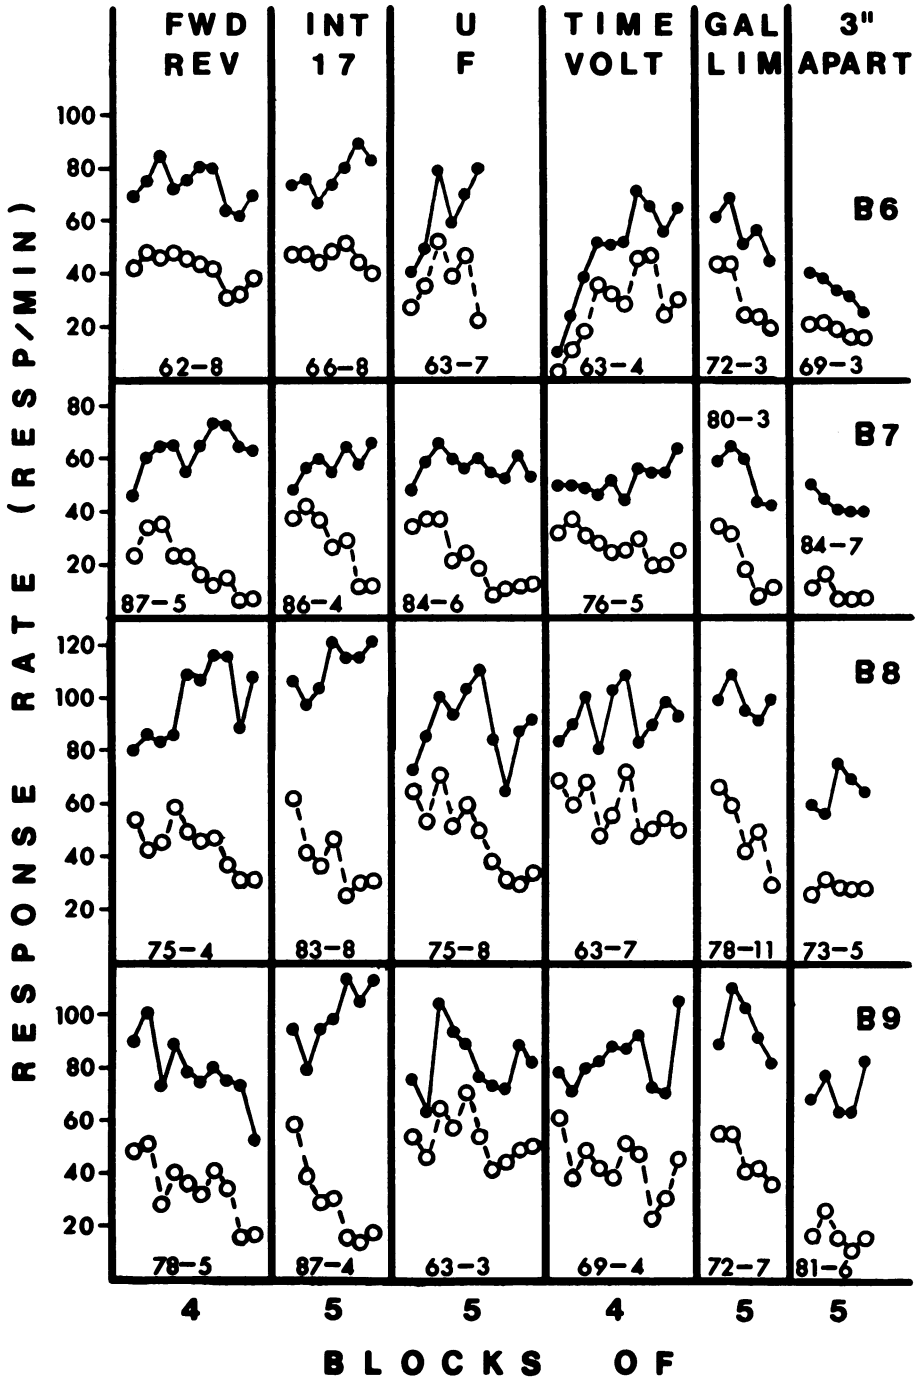 FWD INT U TIME GAL 3"
REV 17 F VOLT LIM APART
RESPONSE RATE (RESP/MIN)
100
80
60
40
20
B6
62-8 66-8 63-7 63-4 72-3 69-3
80
60
40
20
80-3
B7
84-7
87-5 86-4 84-6 76-5
120
100
80
60
40
20
B8
75-4 83-8 75-8 63-7 78-11 73-5
100
80
60
40
20
B9
78-5 87-4 63-3 69-4 72-7 81-6
4 5 5 4 5 5
BLOCKS OF